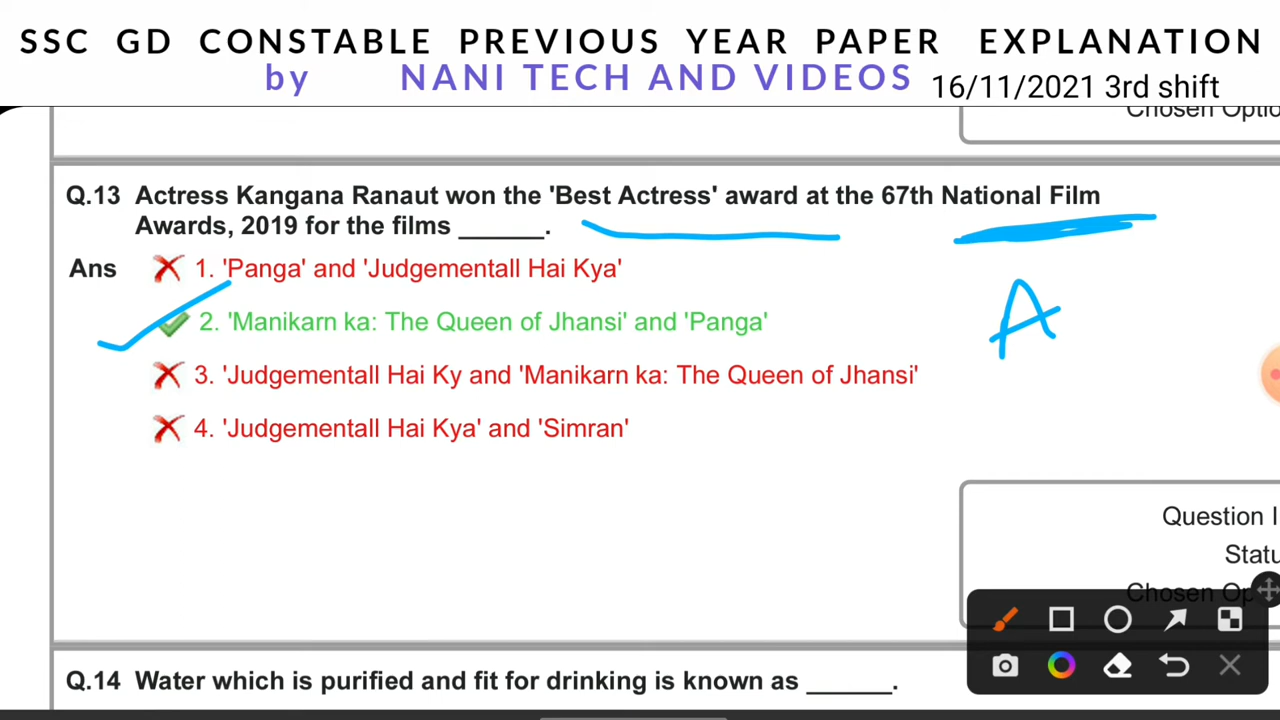 SSC GD CONSTABLE PREVIOUS YEAR PAPER EXPLANATION
by NANI TECH AND VIDEOS 16/11/2021 3rd shift
Chosen Optio
Q.13 Actress Kangana Ranaut won the 'Best Actress' award at the 67th National Film
Awards, 2019 for the films ______.
Ans 1. 'Panga' and 'Judgementall Hai Kya'
2. 'Manikarn ka: The Queen of Jhansi' and 'Panga'
A
3. 'Judgementall Hai Ky and 'Manikarn ka: The Queen of Jhansi'
4. 'Judgementall Hai Kya' and 'Simran'
Question I
Statu
Chosen Op
Q.14 Water which is purified and fit for drinking is known as ______.